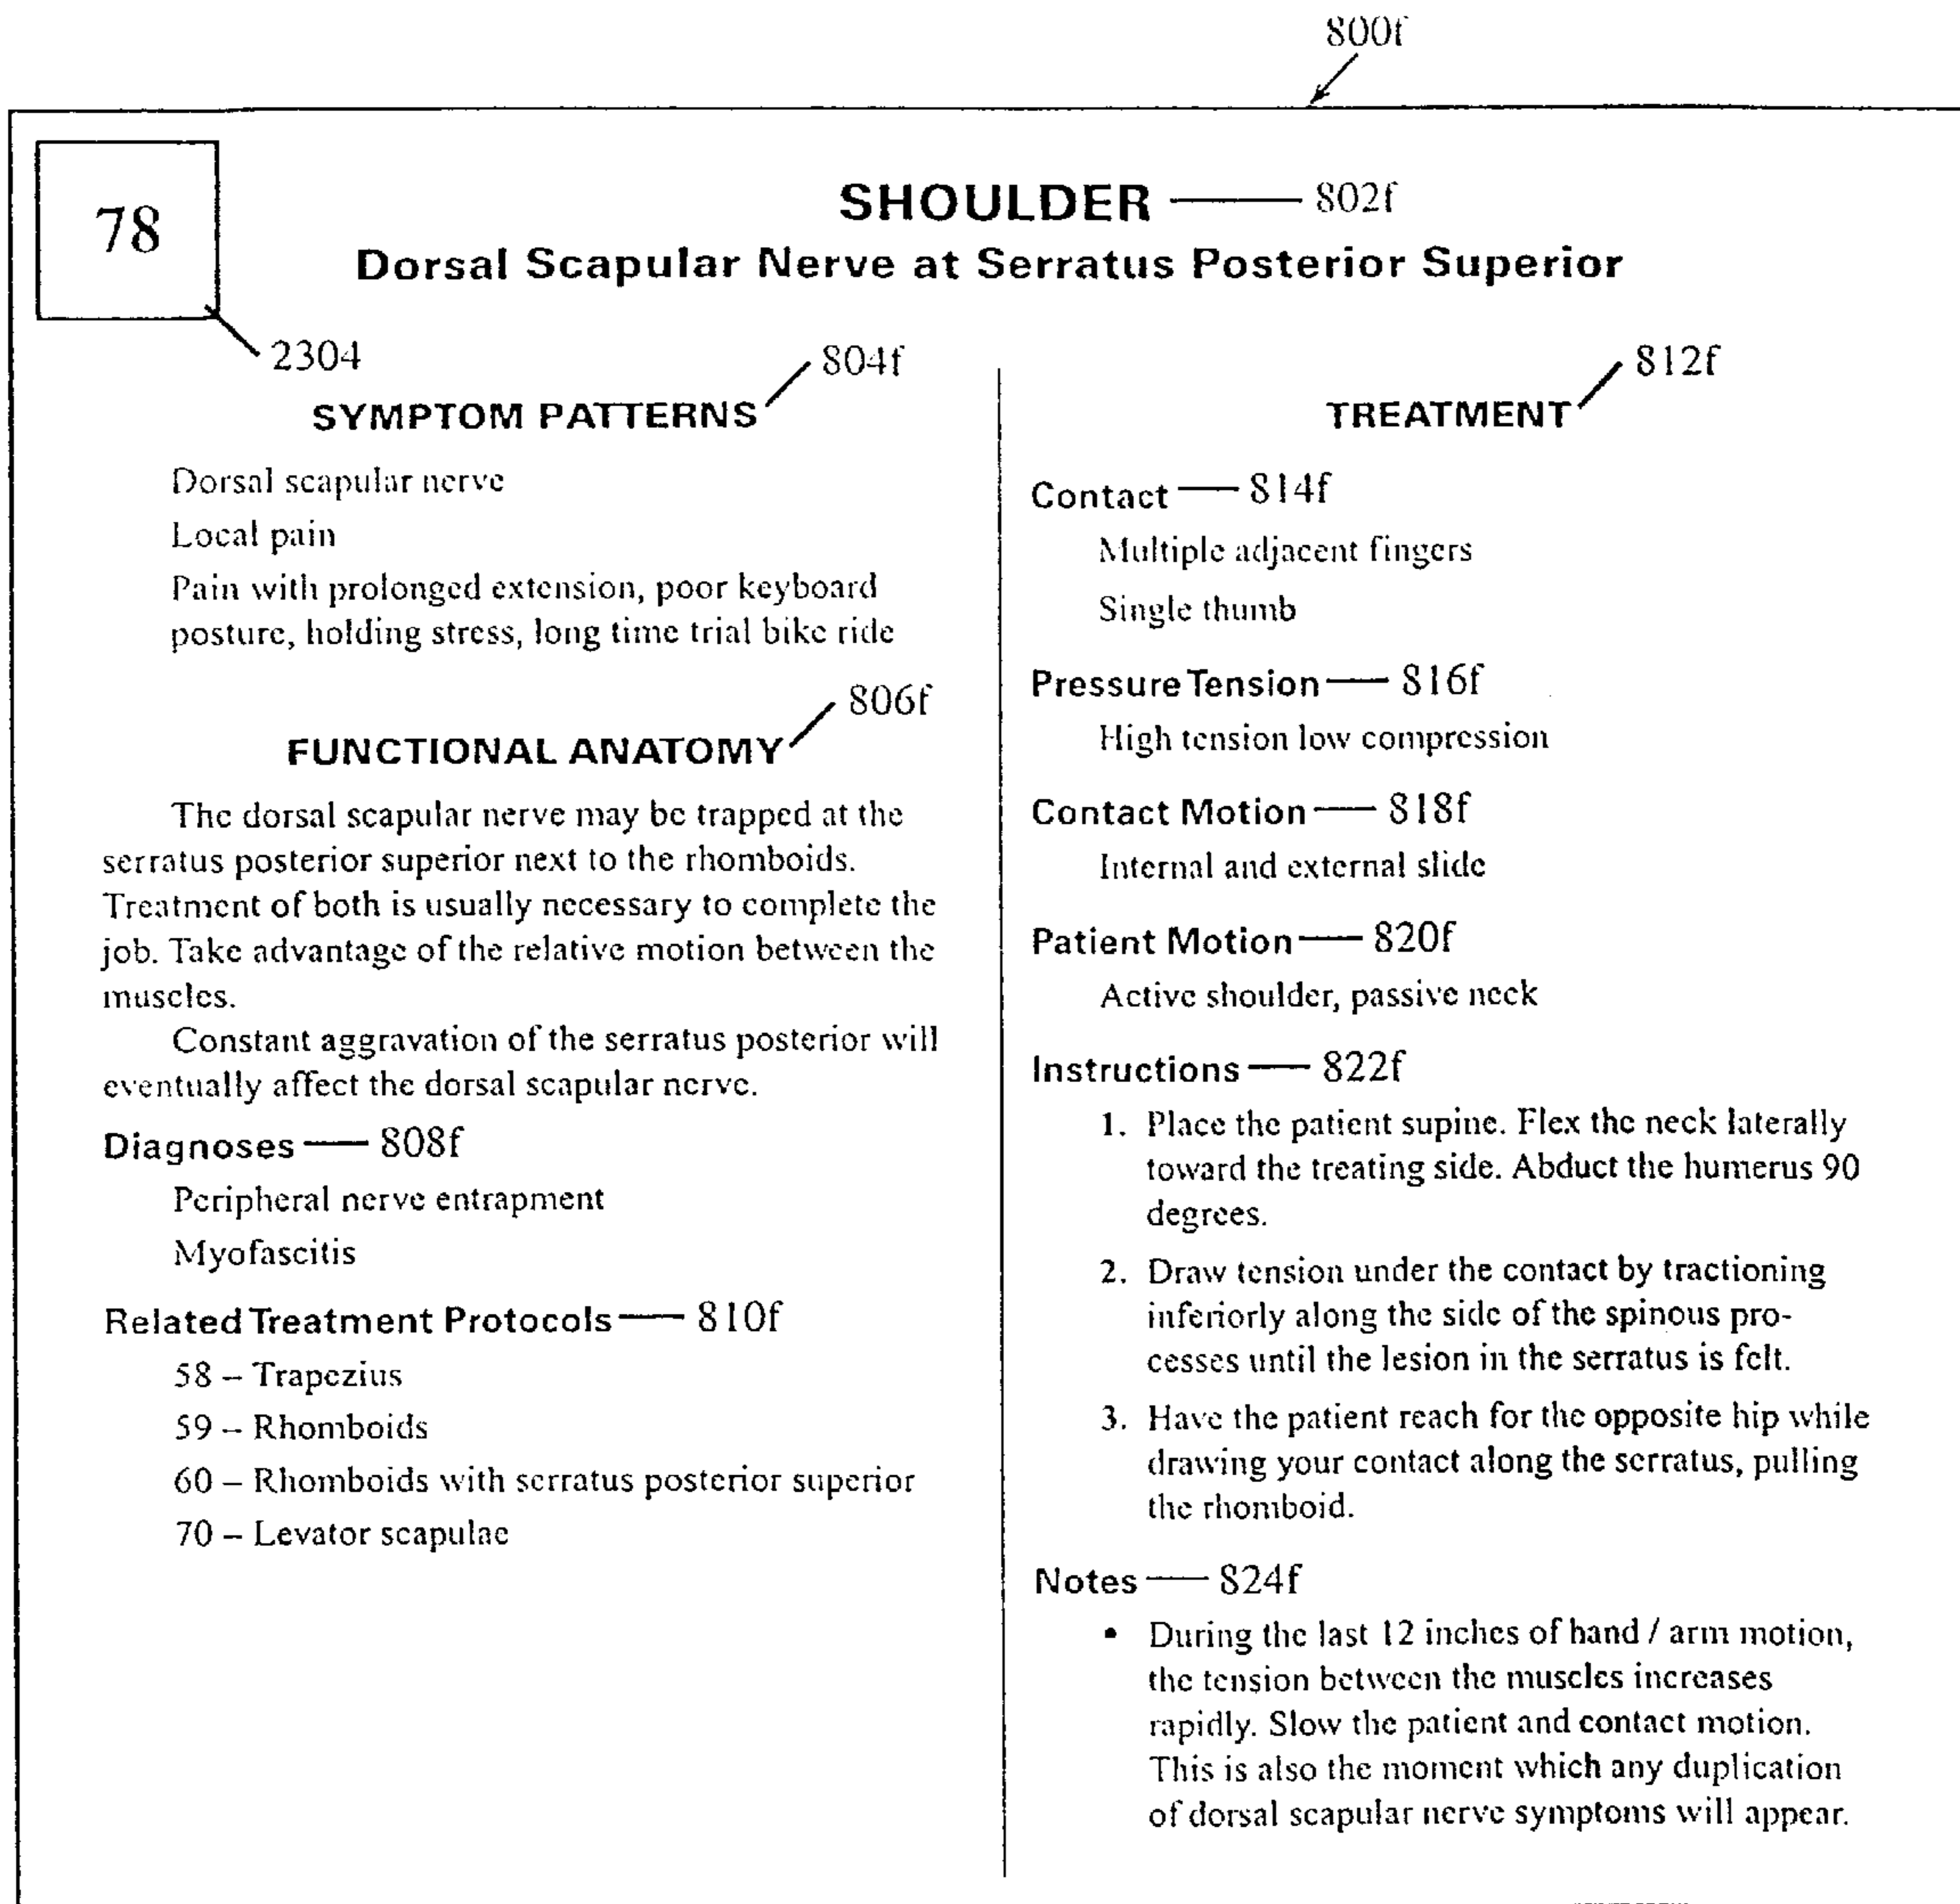 800f
78
SHOULDER 802f
Dorsal Scapular Nerve at Serratus Posterior Superior
2304
804f
SYMPTOM PATTERNS
Dorsal scapular nerve
Local pain
Pain with prolonged extension, poor keyboard
posture, holding stress, long time trial bike ride
806f
FUNCTIONAL ANATOMY
The dorsal scapular nerve may be trapped at the
serratus posterior superior next to the rhomboids.
Treatment of both is usually necessary to complete the
job. Take advantage of the relative motion between the
muscles.
Constant aggravation of the serratus posterior will
eventually affect the dorsal scapular nerve.
Diagnoses 808f
Peripheral nerve entrapment
Myofascitis
Related Treatment Protocols 810f
58 – Trapezius
59 – Rhomboids
60 – Rhomboids with serratus posterior superior
70 – Levator scapulae
812f
TREATMENT
Contact 814f
Multiple adjacent fingers
Single thumb
Pressure Tension 816f
High tension low compression
Contact Motion 818f
Internal and external slide
Patient Motion 820f
Active shoulder, passive neck
Instructions 822f
1. Place the patient supine. Flex the neck laterally
toward the treating side. Abduct the humerus 90
degrees.
2. Draw tension under the contact by tractioning
inferiorly along the side of the spinous pro-
cesses until the lesion in the serratus is felt.
3. Have the patient reach for the opposite hip while
drawing your contact along the serratus, pulling
the rhomboid.
Notes 824f
• During the last 12 inches of hand / arm motion,
the tension between the muscles increases
rapidly. Slow the patient and contact motion.
This is also the moment which any duplication
of dorsal scapular nerve symptoms will appear.